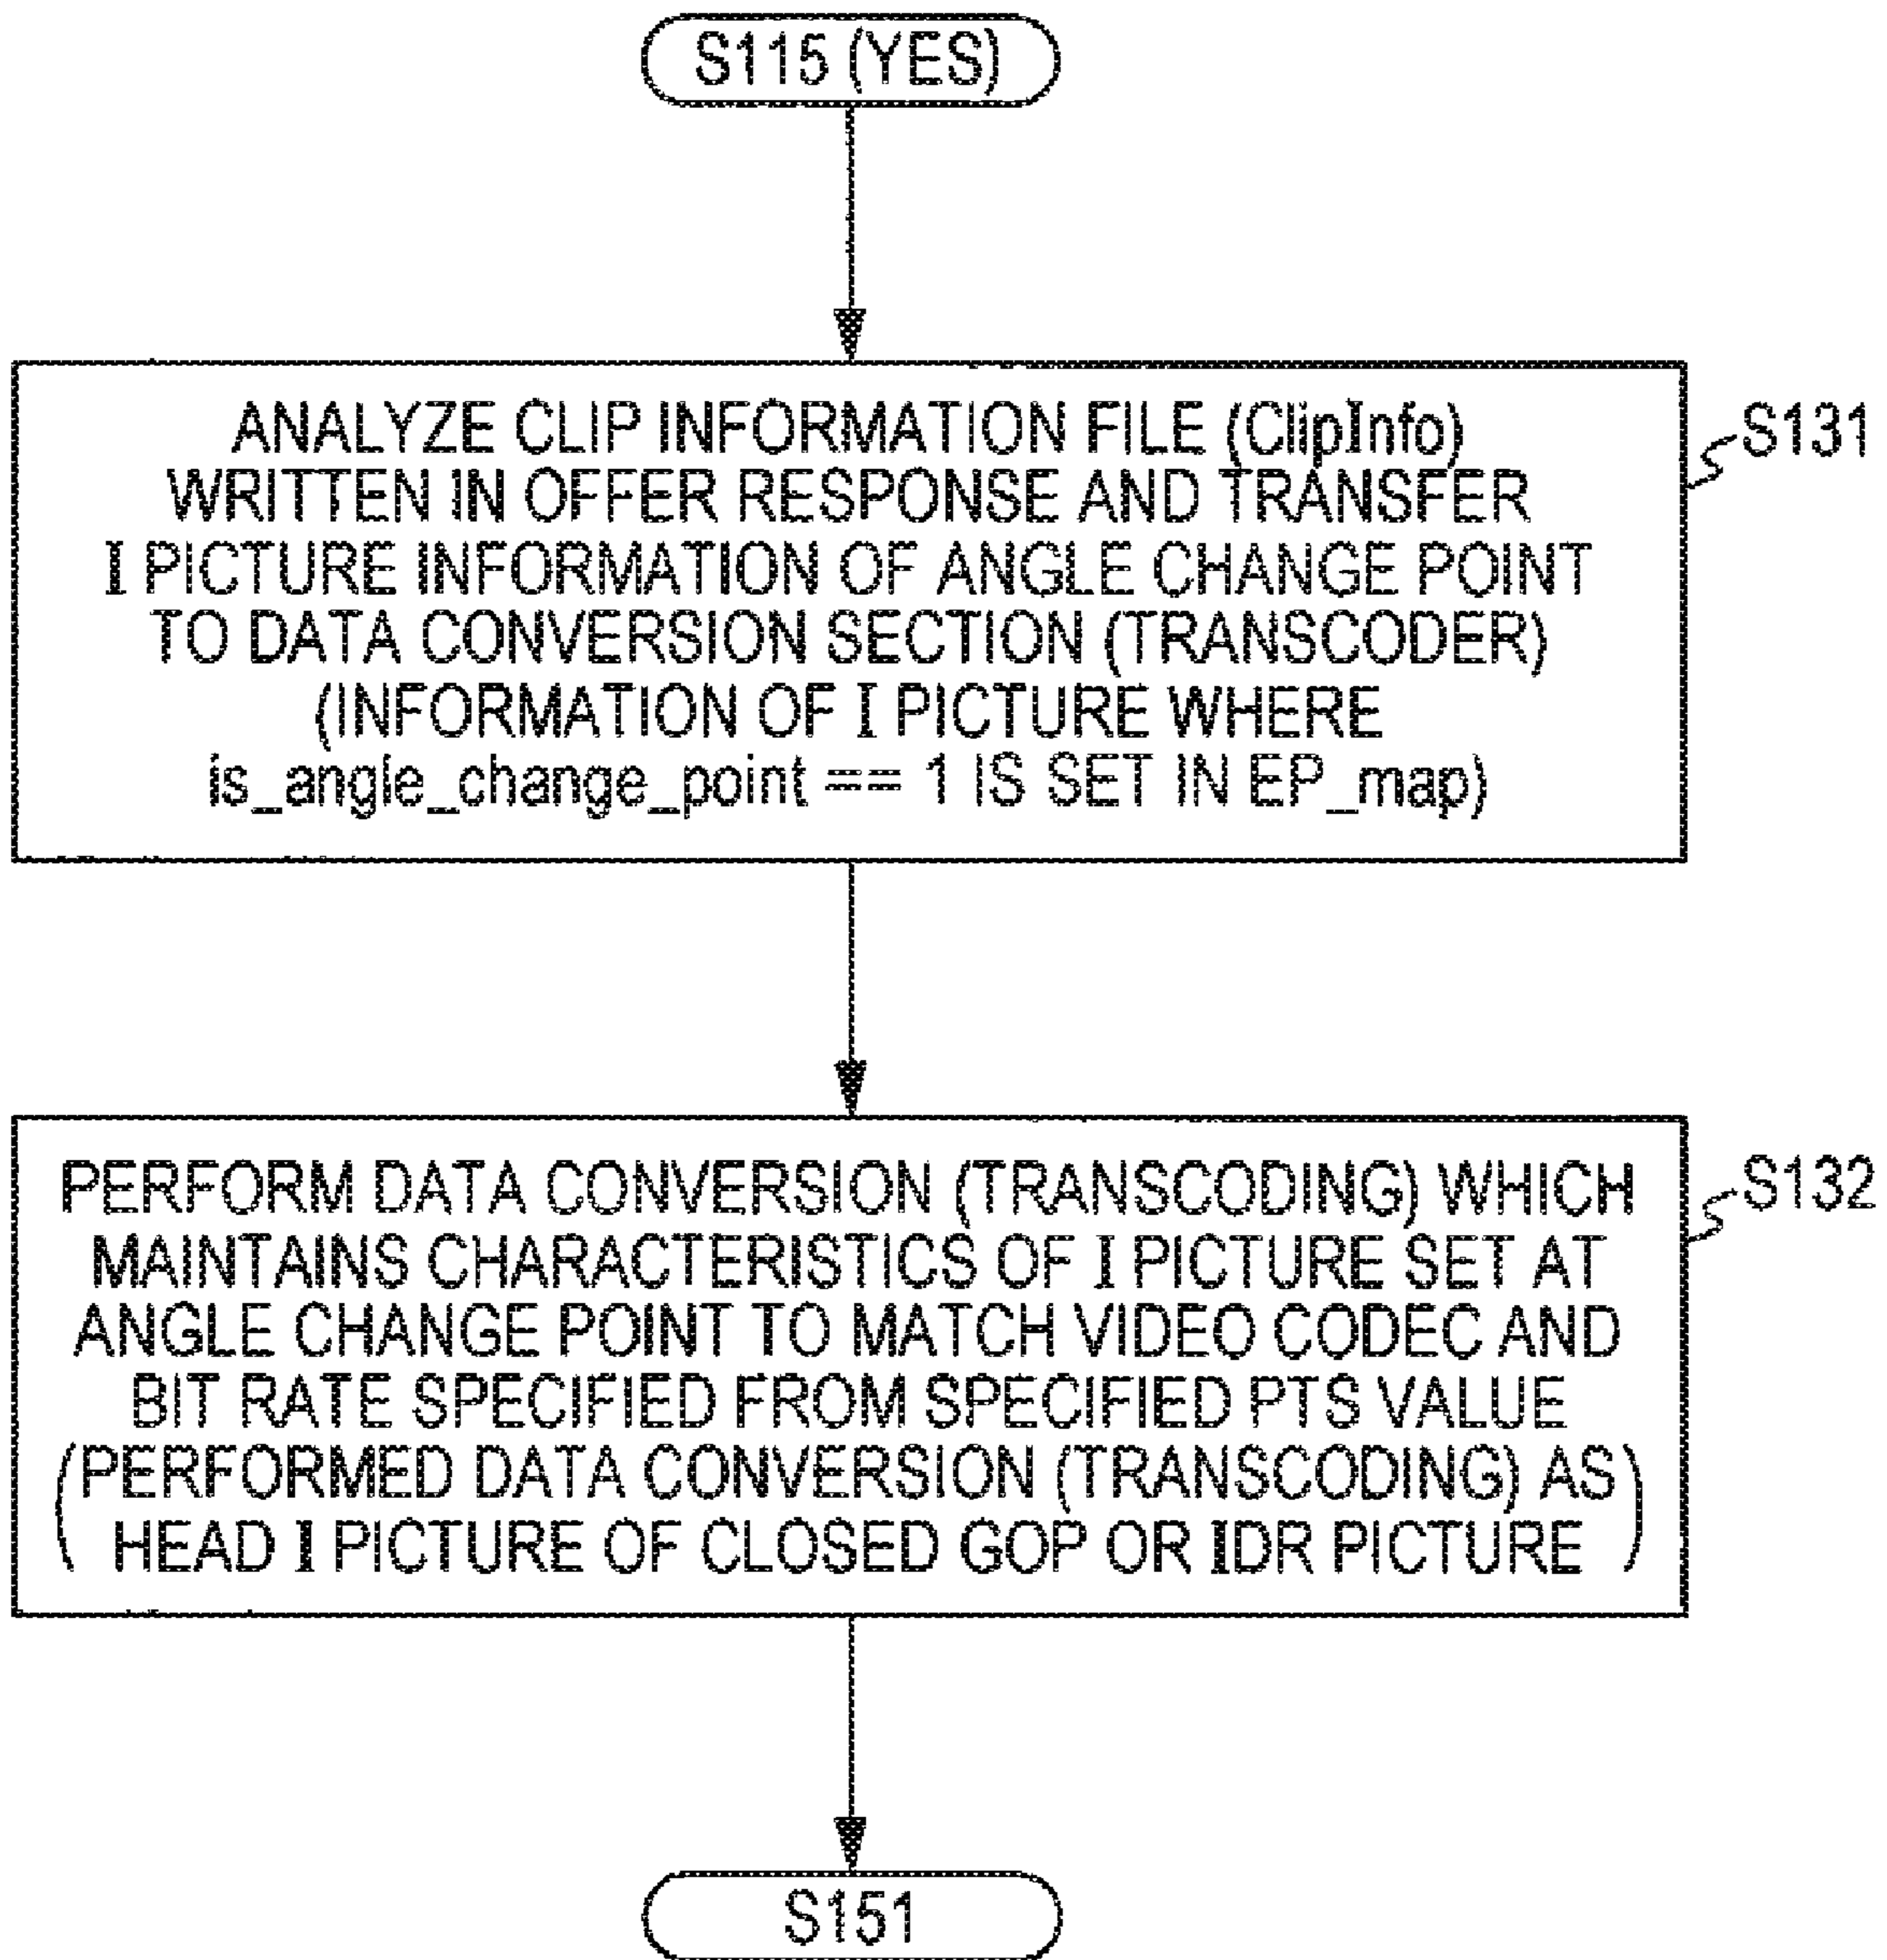 S115 (YES)
ANALYZE CLIP INFORMATION FILE (ClipInfo)
WRITTEN IN OFFER RESPONSE AND TRANSFER
I PICTURE INFORMATION OF ANGLE CHANGE POINT
TO DATA CONVERSION SECTION (TRANSCODER)
(INFORMATION OF I PICTURE WHERE
is_angle_change_point == 1 IS SET IN EP_map)
S131
PERFORM DATA CONVERSION (TRANSCODING) WHICH
MAINTAINS CHARACTERISTICS OF I PICTURE SET AT
ANGLE CHANGE POINT TO MATCH VIDEO CODEC AND
BIT RATE SPECIFIED FROM SPECIFIED PTS VALUE
(PERFORMED DATA CONVERSION (TRANSCODING) AS
HEAD I PICTURE OF CLOSED GOP OR IDR PICTURE)
S132
S151